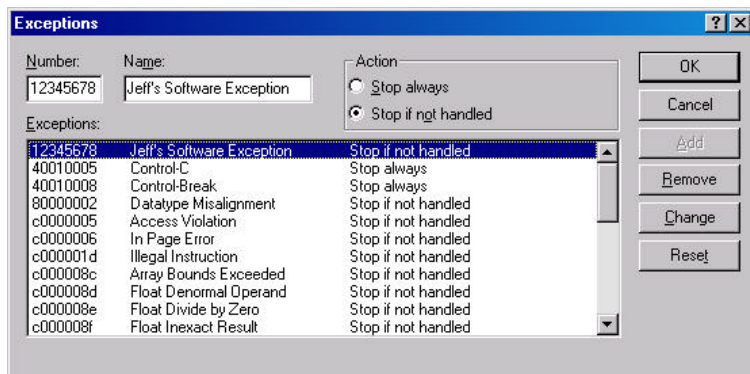 Exceptions
Number:
Name:
Action
12345678
Jeff's Software Exception
Stop always
Stop if not handled
Exceptions:
12345678 Jeff's Software Exception Stop if not handled
40010005 Control-C Stop always
40010008 Control-Break Stop always
80000002 Datatype Misalignment Stop if not handled
c0000005 Access Violation Stop if not handled
c0000006 In Page Error Stop if not handled
c000001d Illegal Instruction Stop if not handled
c000008c Array Bounds Exceeded Stop if not handled
c000008d Float Denormal Operand Stop if not handled
c000008e Float Divide by Zero Stop if not handled
c000008f Float Inexact Result Stop if not handled
OK
Cancel
Add
Remove
Change
Reset